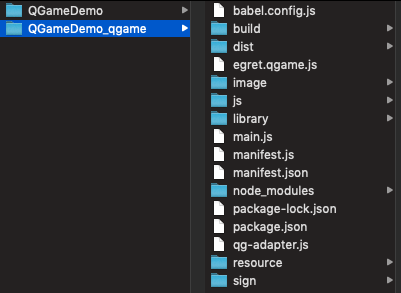 QGameDemo
QGameDemo_qgame
babel.config.js
build
dist
egret.qgame.js
image
js
library
main.js
manifest.js
manifest.json
node_modules
package-lock.json
package.json
qg-adapter.js
resource
sign